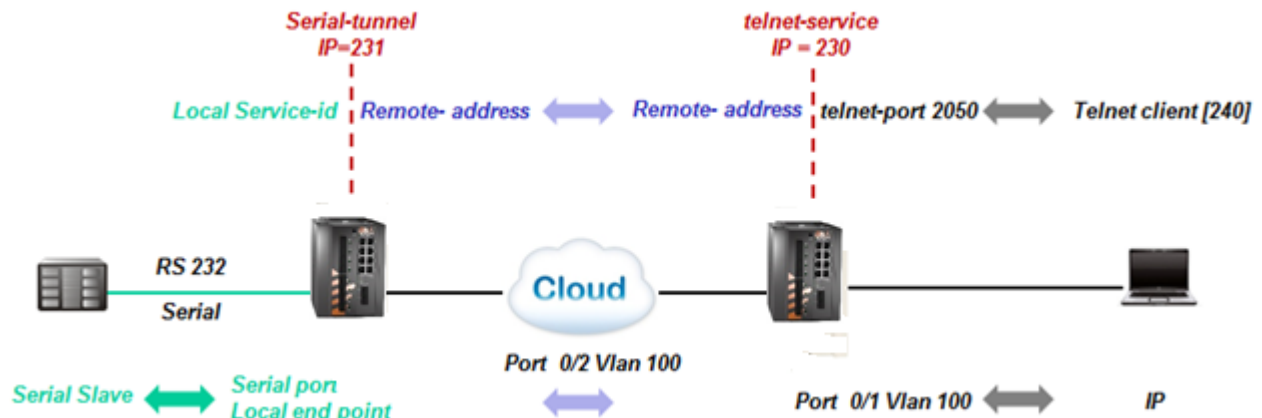 Serial-tunnel
IP=231
telnet-service
IP = 230
Local Service-id
Remote- address
Remote- address
telnet-port 2050
Telnet client [240]
RS 232
Serial
Cloud
Port 0/2 Vlan 100
Serial Slave
Serial port
Local end point
Port 0/1 Vlan 100
IP